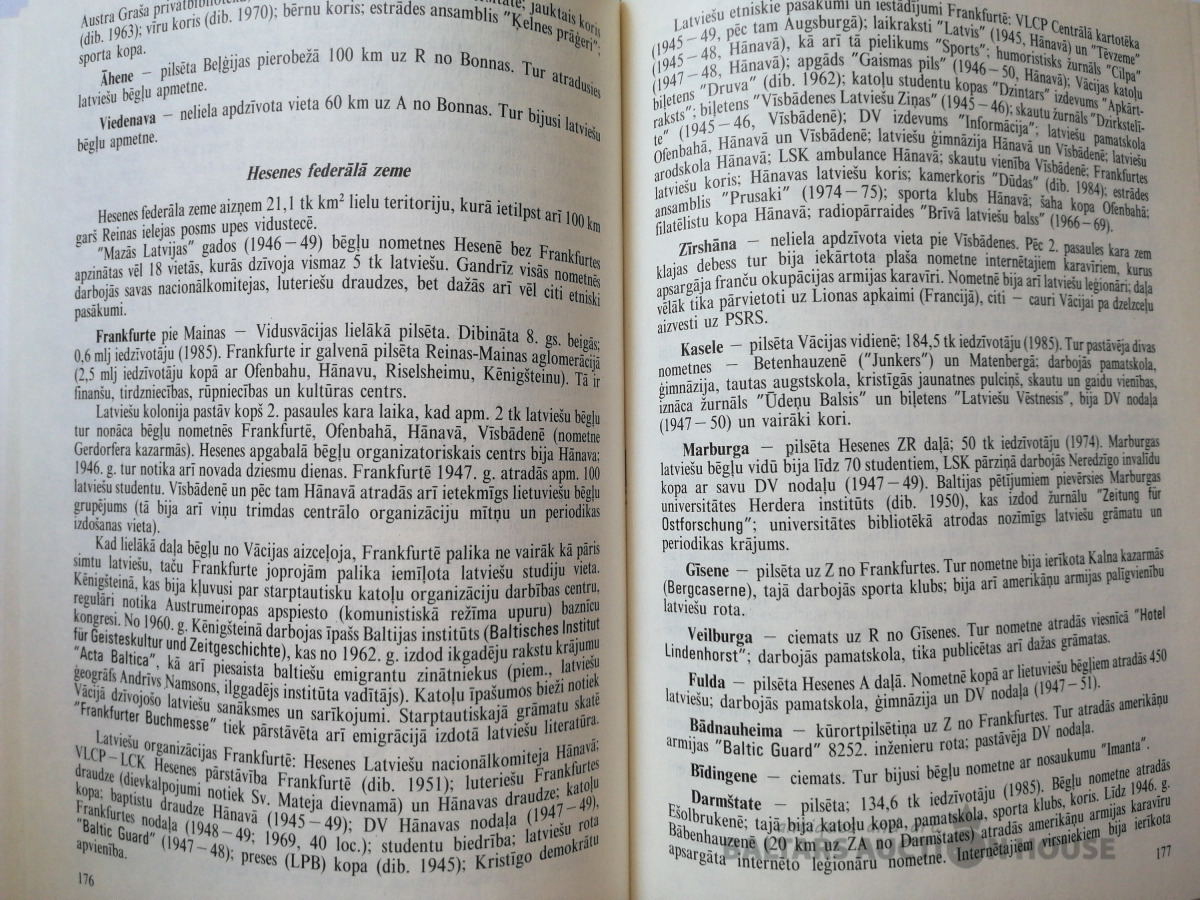 Austra Graša privātbibliotēka,
jauktais koris
(dib. 1963); vīru koris (dib. 1970); bērnu koris; estrādes ansamblis "Ķelnes prāģeri";
sporta kopa.
Āhene — pilsēta Beļģijas pierobežā 100 km uz R no Bonnas. Tur atradusies
latviešu bēgļu apmetne.
Viedenava — neliela apdzīvota vieta 60 km uz A no Bonnas. Tur bijusi latviešu
bēgļu apmetne.
Hesenes federālā zeme
Hesenes federāla zeme aizņem 21,1 tk km² lielu teritoriju, kurā ietilpst arī 100 km
garš Reinas ielejas posms upes vidustecē.
"Mazās Latvijas" gados (1946—49) bēgļu nometnes Hesenē bez Frankfurtes
apzinātas vēl 18 vietās, kurās dzīvoja vismaz 5 tk latviešu. Gandrīz visās nometnēs
darbojās savas nacionālkomitejas, luteriešu draudzes, bet dažās arī vēl citi etniski
pasākumi.
Frankfurte pie Mainas — Vidusvācijas lielākā pilsēta. Dibināta 8. gs. beigās;
0,6 mlj iedzīvotāju (1985). Frankfurte ir galvenā pilsēta Reinas-Mainas aglomerācijā
(2,5 mlj iedzīvotāju kopā ar Ofenbahu, Hānavu, Riselsheimu, Kēnigšteinu). Tā ir
finanšu, tirdzniecības, rūpniecības un kultūras centrs.
Latviešu kolonija pastāv kopš 2. pasaules kara laika, kad apm. 2 tk latviešu bēgļu
tur nonāca bēgļu nometnēs Frankfurtē, Ofenbahā, Hānavā, Vīsbādenē (nometne
Gerdorfera kazarmās). Hesenes apgabalā bēgļu organizatoriskais centrs bija Hānava;
1946. g. tur notika arī novada dziesmu dienas. Frankfurtē 1947. g. atradās apm. 100
latviešu studentu. Vīsbādenē un pēc tam Hānavā atradās arī ietekmīgs lietuviešu bēgļu
grupējums (tā bija arī viņu trimdas centrālo organizāciju mītņu un periodikas
izdošanas vieta).
Kad lielākā daļa bēgļu no Vācijas aizceļoja, Frankfurtē palika ne vairāk kā pāris
simtu latviešu, taču Frankfurte joprojām palika iemīļota latviešu studiju vieta.
Kēnigšteinā, kas bija kļuvusi par starptautisku katoļu organizāciju darbības centru,
regulāri notika Austrumeiropas apspiesto (komunistiskā režīma upuru) baznīcu
kongresi. No 1960. g. Kēnigšteinā darbojas īpašs Baltijas institūts (Baltisches Institut
für Geisteskultur und Zeitgeschichte), kas no 1962. g. izdod ikgadēju rakstu krājumu
"Acta Baltica", kā arī piesaista baltiešu emigrantu zinātniekus (piem., latviešu
ģeogrāfs Andrīvs Namsons, ilggadējs institūta vadītājs). Katoļu īpašumos bieži notiek
Vācijā dzīvojošo latviešu sanāksmes un sarīkojumi. Starptautiskajā grāmatu skatē
"Frankfurter Buchmesse" tiek pārstāvēta arī emigrācijā izdotā latviešu literatūra.
Latviešu organizācijas Frankfurtē: Hesenes Latviešu nacionālkomiteja Hānavā;
VLCP—LCK Hesenes pārstāvība Frankfurtē (dib. 1951); luteriešu Frankfurtes
draudze (dievkalpojumi notiek Sv. Mateja dievnamā) un Hānavas draudze; katoļu
kopa; baptistu draudze Hānavā (1945—49); DV Hānavas nodaļa (1947—49),
Frankfurtes nodaļa (1948—49; 1969, 40 loc.); studentu biedrība; latviešu rota
"Baltic Guard" (1947—48); preses (LPB) kopa (dib. 1945); Kristīgo demokrātu
apvienība.
176
Latviešu etniskie pasākumi un iestādījumi Frankfurtē: VLCP Centrālā kartotēka
(1945—49, pēc tam Augsburgā); laikraksti "Latvis" (1945, Hānavā) un "Tēvzeme"
(1945—48, Hānavā), kā arī tā pielikums "Sports"; humoristisks žurnāls "Cīlpa"
(1947—48, Hānavā); apgāds "Gaismas pils" (1946—50, Hānavā); Vācijas katoļu
biļetens "Druva" (dib. 1962); katoļu studentu kopas "Dzintars" izdevums "Apkārt-
raksts"; biļetens "Vīsbādenes Latviešu Ziņas" (1945—46); skautu žurnāls "Dzirkstelī-
te" (1945—46, Vīsbādenē); DV izdevums "Informācija"; latviešu pamatskola
Ofenbahā, Hānavā un Vīsbādenē; latviešu ģimnāzija Hānavā un Vīsbādenē; latviešu
arodskola Hānavā; LSK ambulance Hānavā; skautu vienība Vīsbādenē; Frankfurtes
latviešu koris; Hānavas latviešu koris; kamerkoris "Dūdas" (dib. 1984); estrādes
ansamblis "Prusaki" (1974—75); sporta klubs Hānavā; šaha kopa Ofenbahā;
filatēlistu kopa Hānavā; radiopārraides "Brīvā latviešu balss" (1966—69).
Zīrshāna — neliela apdzīvota vieta pie Vīsbādenes. Pēc 2. pasaules kara zem
klajas debess tur bija iekārtota plaša nometne internētajiem karavīriem, kurus
apsargāja franču okupācijas armijas karavīri. Nometnē bija arī latviešu leģionāri; daļa
vēlāk tika pārvietoti uz Lionas apkaimi (Francijā), citi — cauri Vācijai pa dzelzceļu
aizvesti uz PSRS.
Kasele — pilsēta Vācijas vidienē; 184,5 tk iedzīvotāju (1985). Tur pastāvēja divas
nometnes — Betenhauzenē ("Junkers") un Matenbergā; darbojās pamatskola,
ģimnāzija, tautas augstskola, kristīgās jaunatnes pulciņš, skautu un gaidu vienības,
iznāca žurnāls "Ūdeņu Balsis" un biļetens "Latviešu Vēstnesis", bija DV nodaļa
(1947—50) un vairāki kori.
Marburga — pilsēta Hesenes ZR daļā; 50 tk iedzīvotāju (1974). Marburgas
latviešu bēgļu vidū bija līdz 70 studentiem, LSK pārziņā darbojās Neredzīgo invalīdu
kopa ar savu DV nodaļu (1947—49). Baltijas pētījumiem pievērsies Marburgas
universitātes Herdera institūts (dib. 1950), kas izdod žurnālu "Zeitung für
Ostforschung"; universitātes bibliotēkā atrodas nozīmīgs latviešu grāmatu un
periodikas krājums.
Gīsene — pilsēta uz Z no Frankfurtes. Tur nometne bija ierīkota Kalna kazarmās
(Bergcaserne), tajā darbojās sporta klubs; bija arī amerikāņu armijas palīgvienību
latviešu rota.
Veilburga — ciemats uz R no Gīsenes. Tur nometne atradās viesnīcā "Hotel
Lindenhorst"; darbojās pamatskola, tika publicētas arī dažas grāmatas.
Fulda — pilsēta Hesenes A daļā. Nometnē kopā ar lietuviešu bēgļiem atradās 450
latviešu; darbojās pamatskola, ģimnāzija un DV nodaļa (1947—51).
Bādnauheima — kūrortpilsētiņa uz Z no Frankfurtes. Tur atradās amerikāņu
armijas "Baltic Guard" 8252. inženieru rota; pastāvēja DV nodaļa.
Bīdingene — ciemats. Tur bijusi bēgļu nometne ar nosaukumu "Imanta".
Darmštate — pilsēta; 134,6 tk iedzīvotāju (1985). Bēgļu nometne atradās
Ešolbrukenē; tajā bija katoļu kopa, pamatskola, sporta klubs, koris. Līdz 1946. g.
Bābenhauzenē (20 km uz ZA no Darmštates) atradās amerikāņu armijas karavīru
apsargāta internēto leģionāru nometne. Internētajiem virsniekiem bija ierīkota
BALTARS AUCTION HOUSE
177